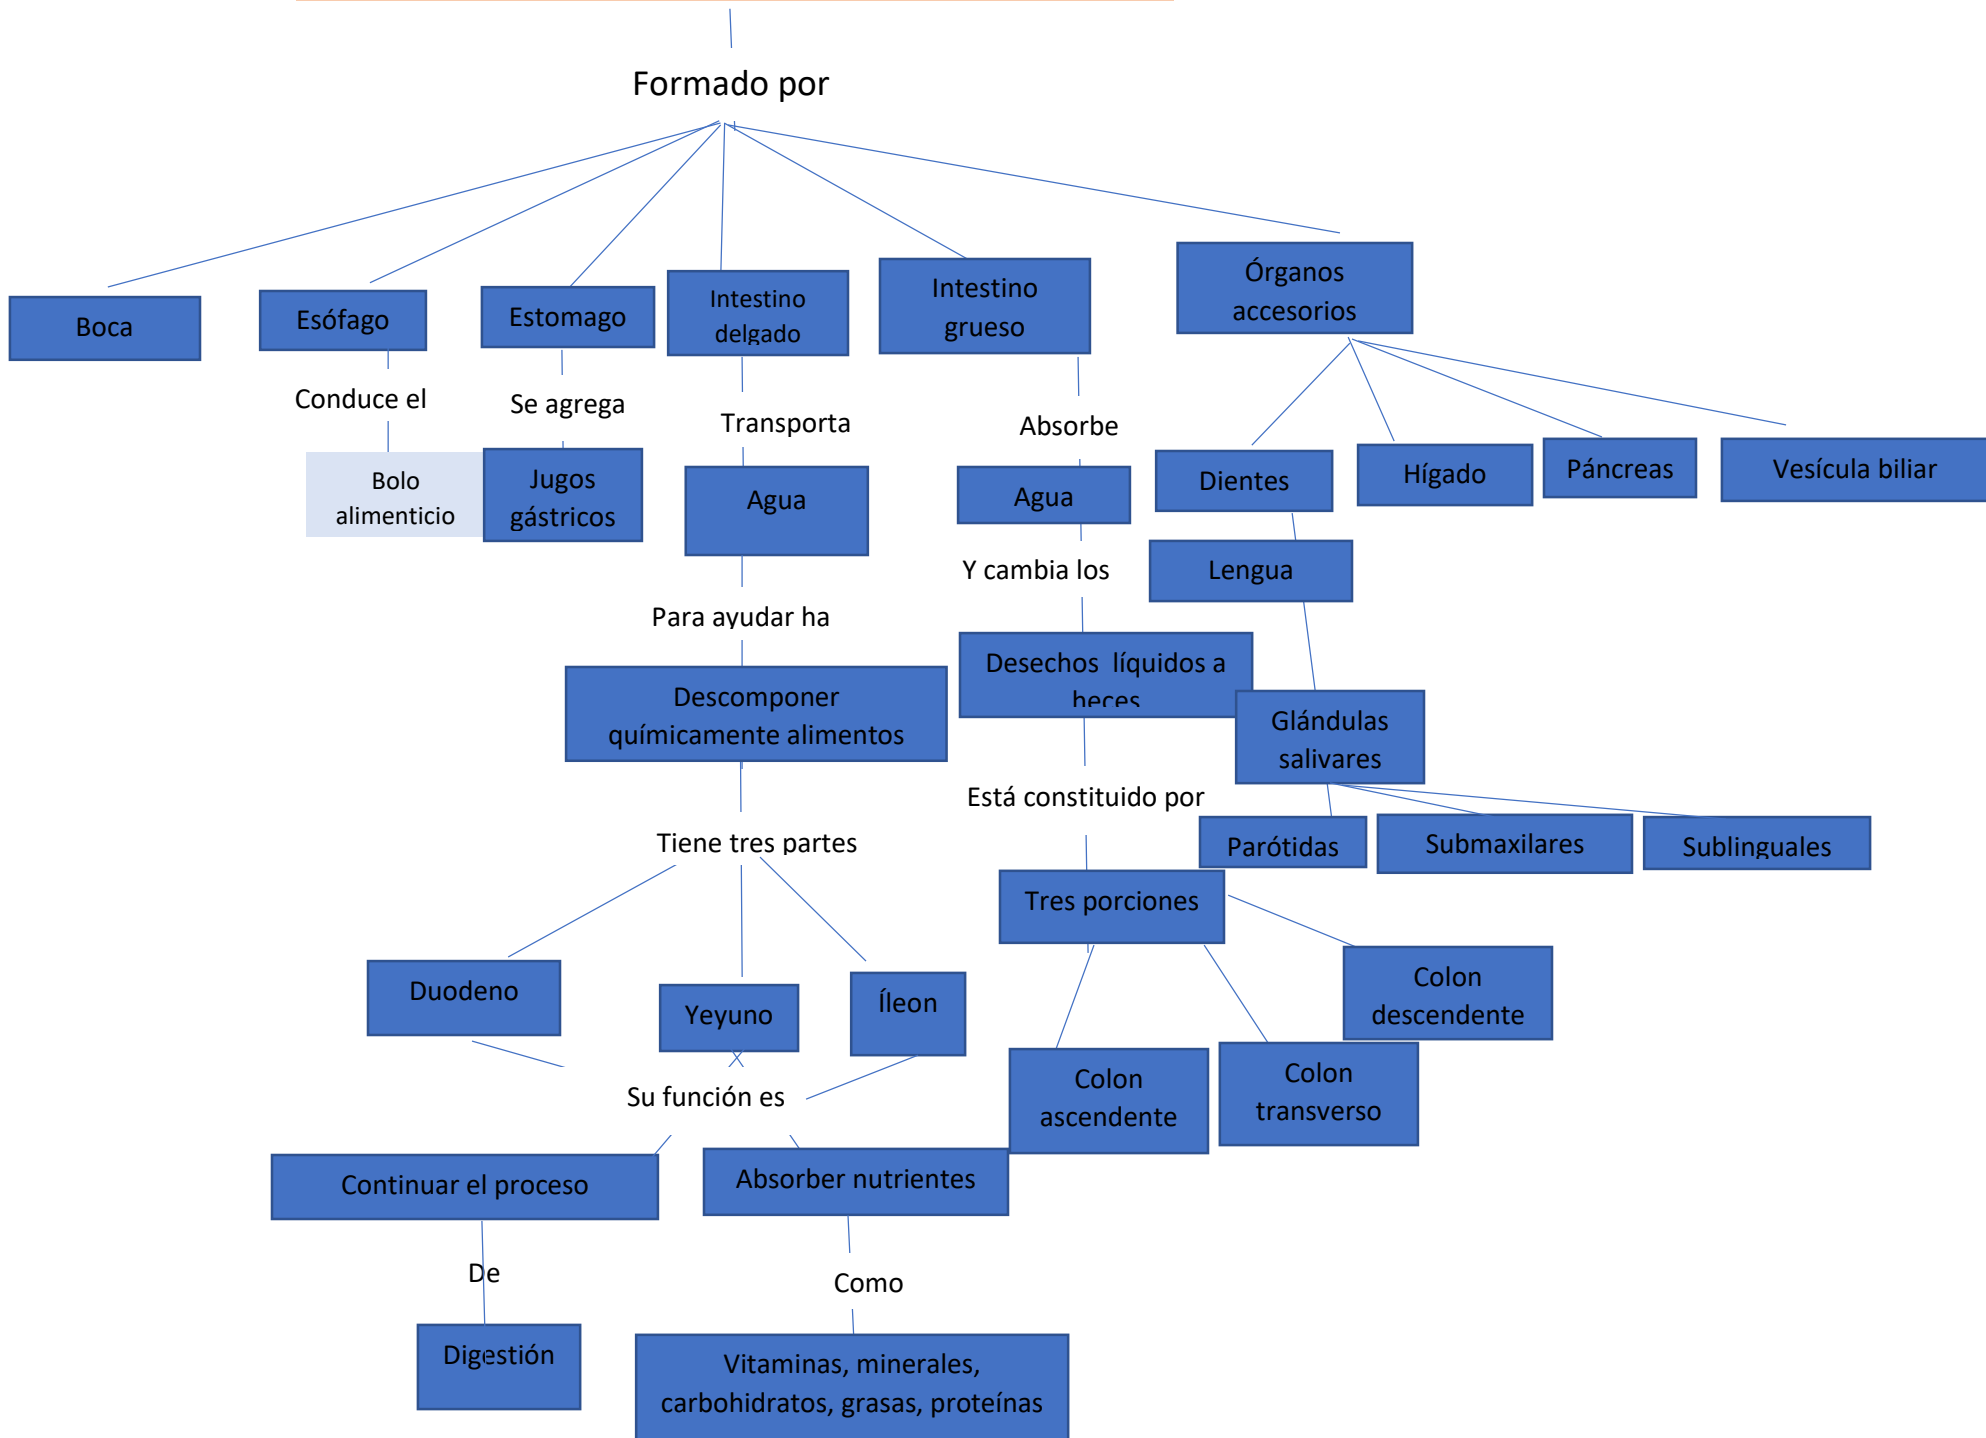 Formado por
Boca
Esófago
Estomago
Intestino
delgado
Intestino
grueso
Órganos
accesorios
Conduce el
Se agrega
Transporta
Absorbe
Bolo
alimenticio
Jugos
gástricos
Agua
Agua
Dientes
Hígado
Páncreas
Vesícula biliar
Y cambia los
Lengua
Para ayudar ha
Desechos  líquidos a
heces
Descomponer
químicamente alimentos
Glándulas
salivares
Está constituido por
Parótidas
Submaxilares
Sublinguales
Tiene tres partes
Tres porciones
Duodeno
Yeyuno
Íleon
Colon
descendente
Colon
ascendente
Colon
transverso
Su función es
Continuar el proceso
Absorber nutrientes
De
Como
Digestión
Vitaminas, minerales,
carbohidratos, grasas, proteínas